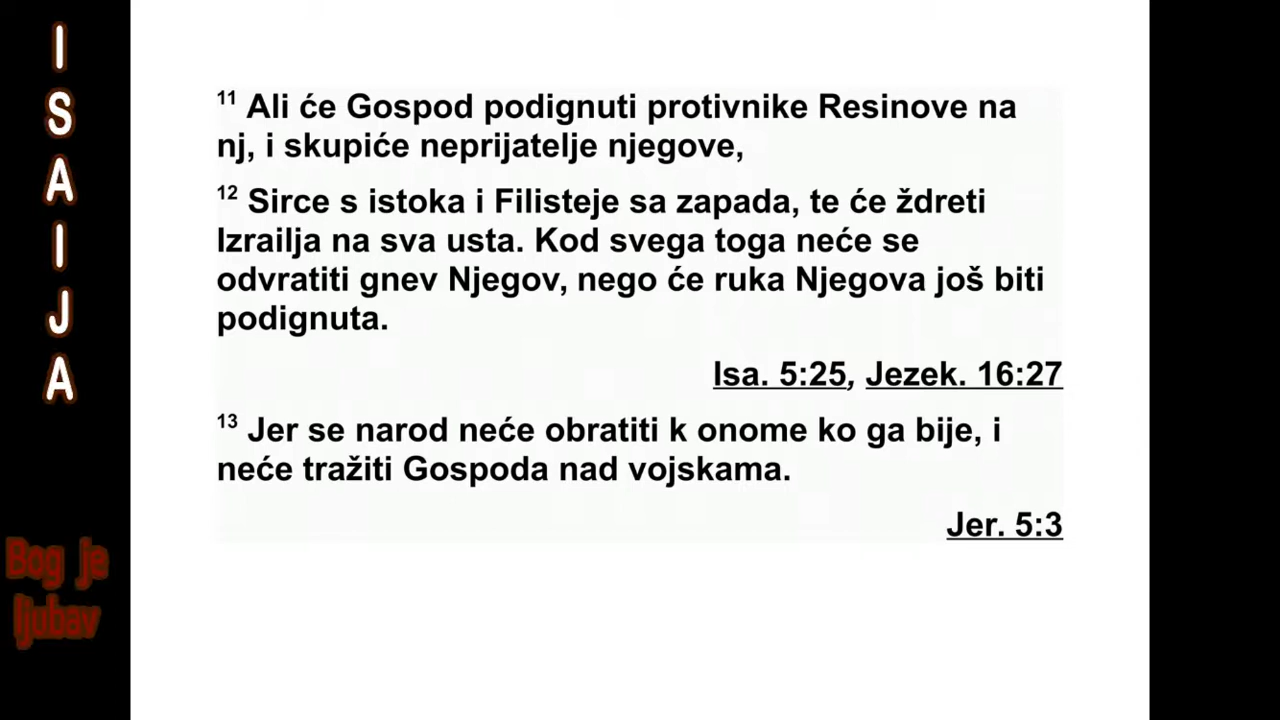 ISAIJA
Bog je
ljubav
11 Ali će Gospod podignuti protivnike Resinove na
nj, i skupiće neprijatelje njegove,
12 Sirce s istoka i Filisteje sa zapada, te će ždreti
Izrailja na sva usta. Kod svega toga neće se
odvratiti gnev Njegov, nego će ruka Njegova još biti
podignuta.
Isa. 5:25, Jezek. 16:27
13 Jer se narod neće obratiti k onome ko ga bije, i
neće tražiti Gospoda nad vojskama.
Jer. 5:3